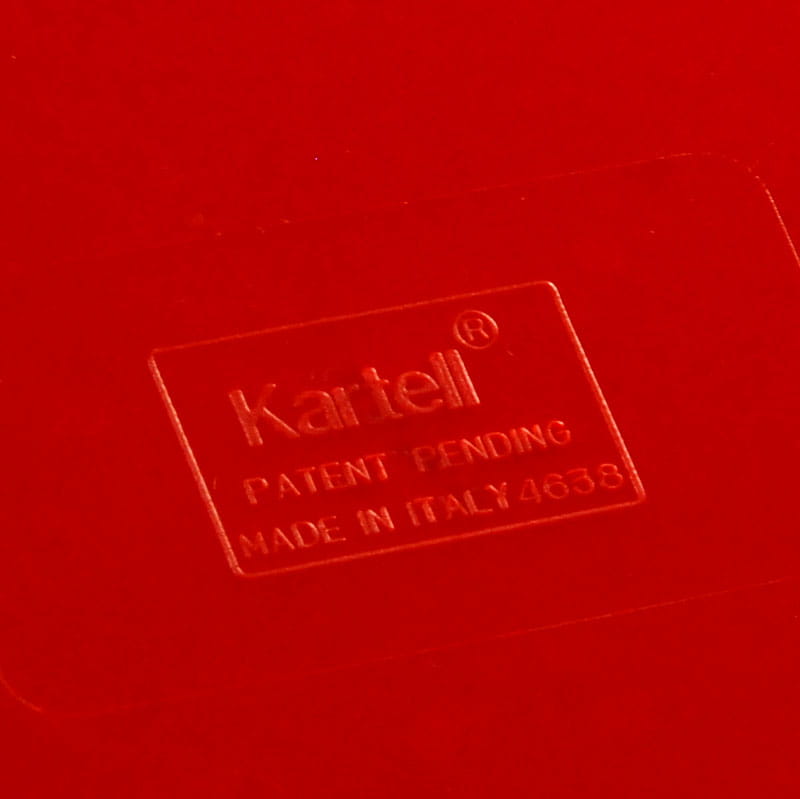 Kartell®
PATENT PENDING
MADE IN ITALY 4638